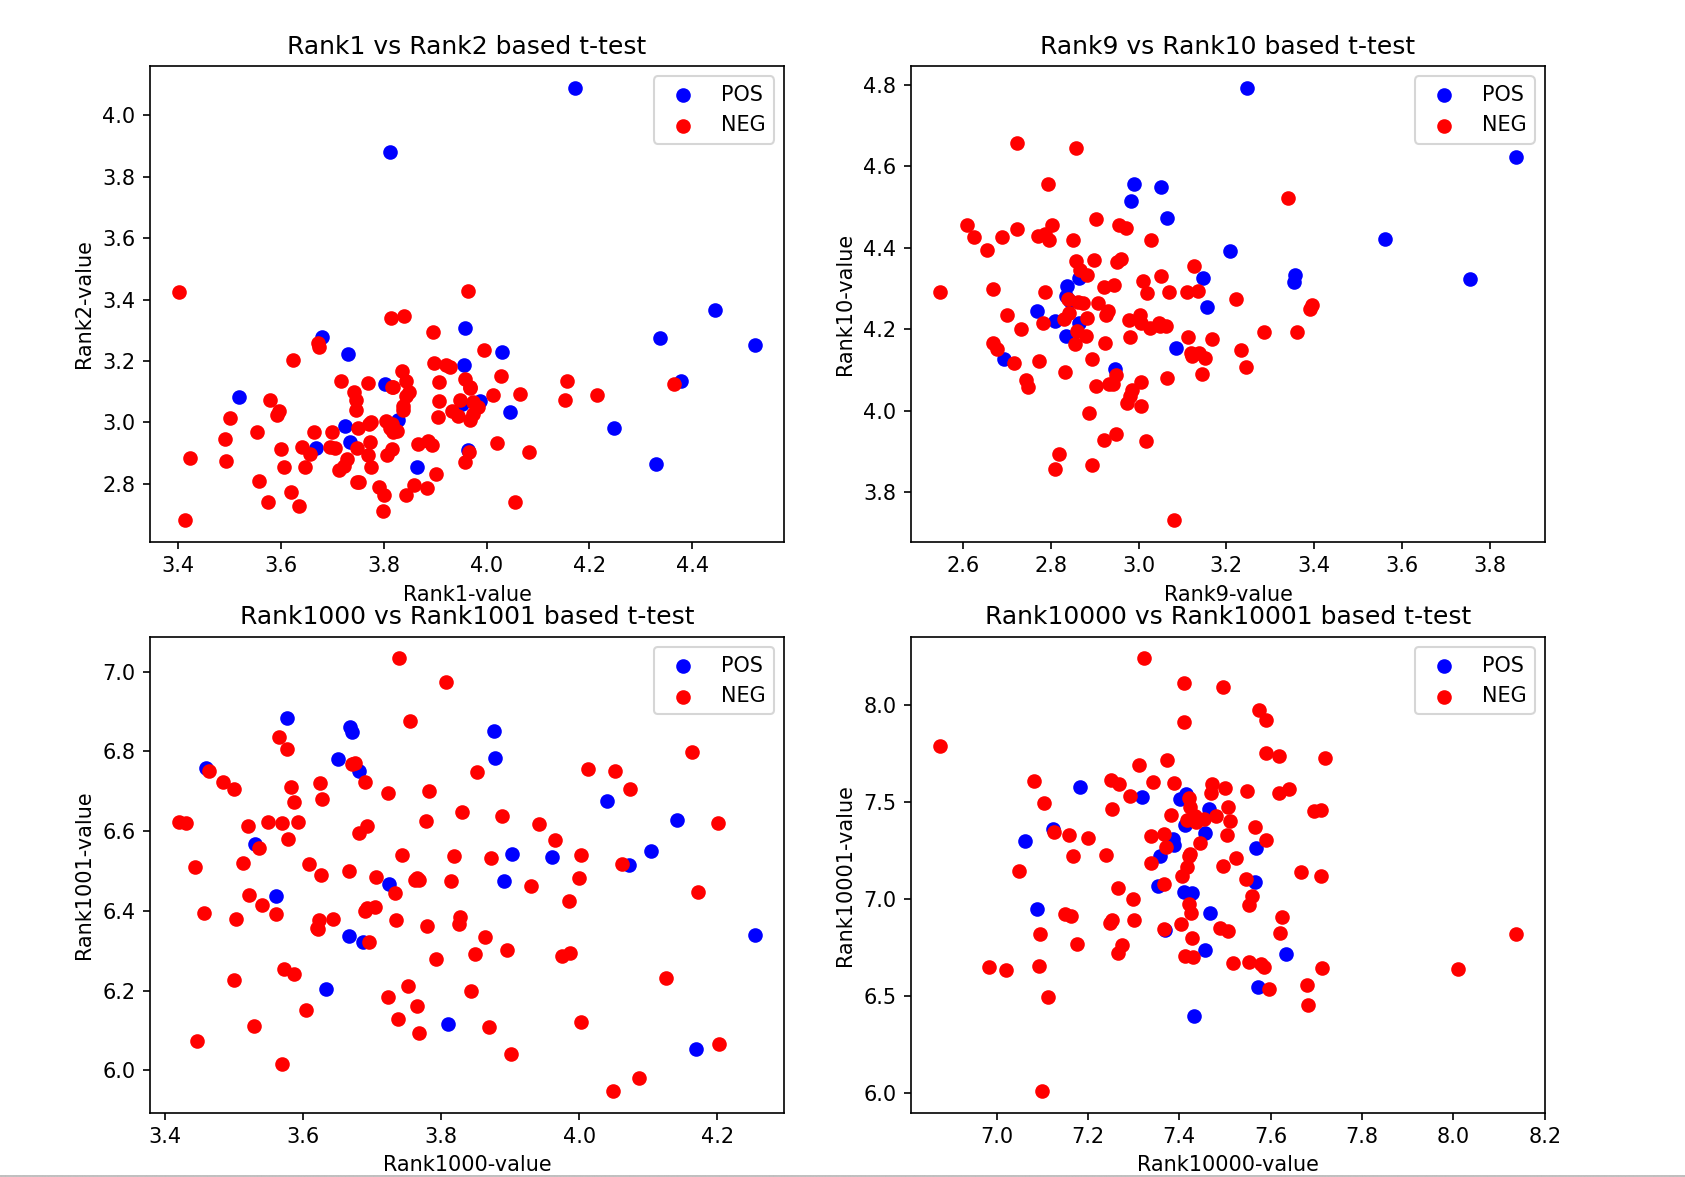 Rank1 vs Rank2 based t-test
POS
NEG
4.0
3.8
3.6
3.4
3.2
3.0
2.8
Rank2-value
3.4 3.6 3.8 4.0 4.2 4.4
Rank1-value
Rank9 vs Rank10 based t-test
POS
NEG
4.8
4.6
4.4
4.2
4.0
3.8
Rank10-value
2.6 2.8 3.0 3.2 3.4 3.6 3.8
Rank9-value
Rank1000 vs Rank1001 based t-test
POS
NEG
7.0
6.8
6.6
6.4
6.2
6.0
Rank1001-value
3.4 3.6 3.8 4.0 4.2
Rank1000-value
Rank10000 vs Rank10001 based t-test
POS
NEG
8.0
7.5
7.0
6.5
6.0
Rank10001-value
7.0 7.2 7.4 7.6 7.8 8.0 8.2
Rank10000-value